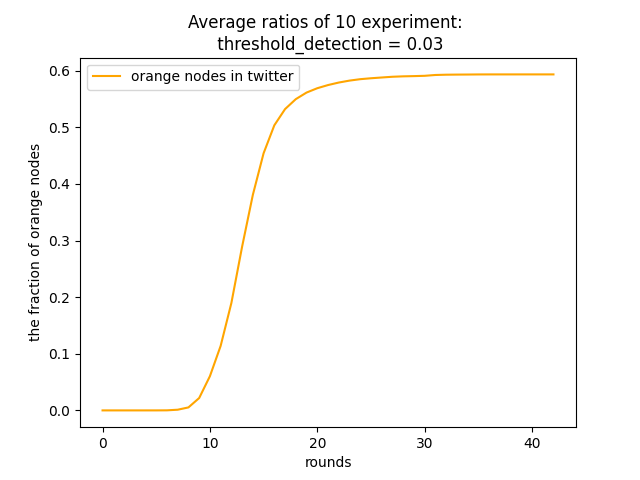 Average ratios of 10 experiment:
threshold_detection = 0.03
orange nodes in twitter
the fraction of orange nodes
0.6
0.5
0.4
0.3
0.2
0.1
0.0
0
10
20
30
40
rounds